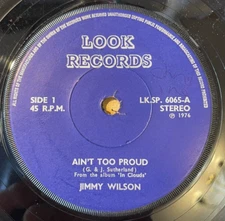 LOOK
RECORDS
SIDE 1
45 R.P.M.
LK.SP. 6065-A
STEREO
℗ 1976
AIN'T TOO PROUD
(G. & J. Sutherland)
From the album 'In Clouds'
JIMMY WILSON